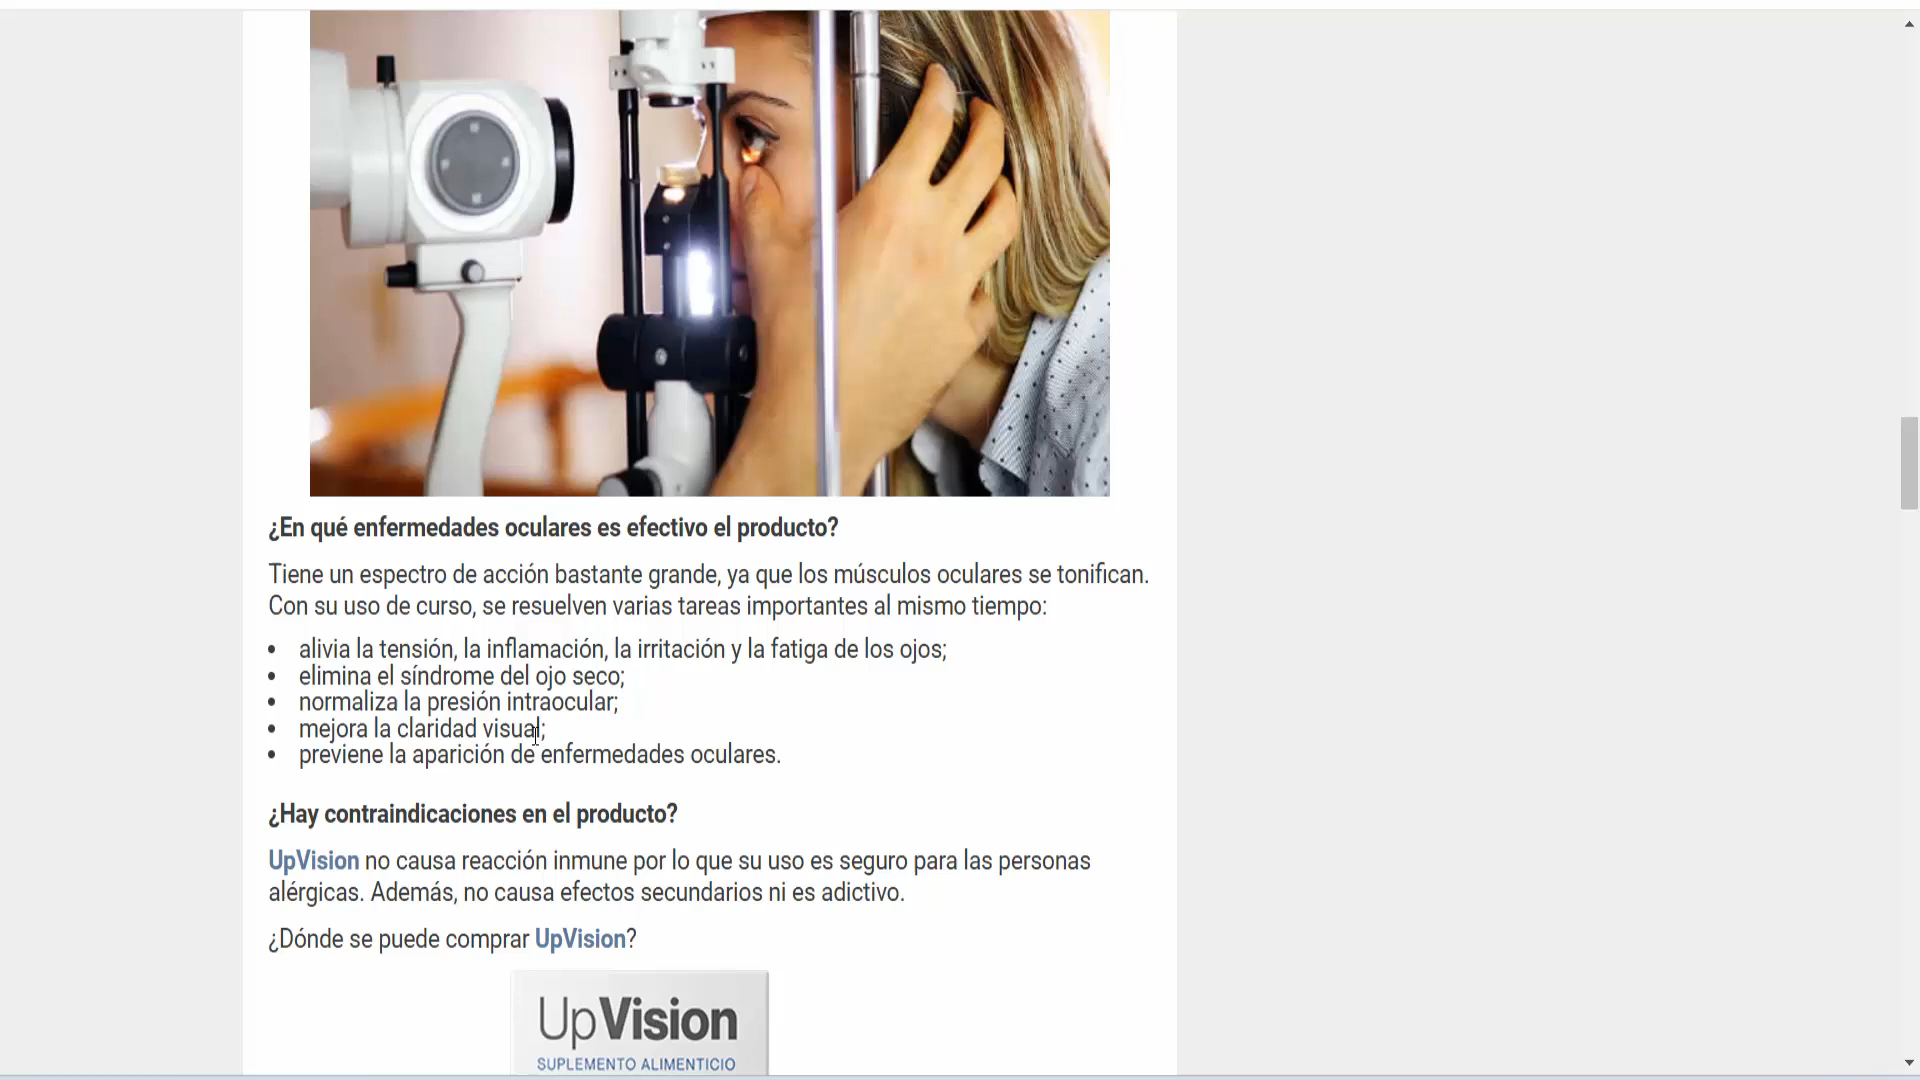 ¿En qué enfermedades oculares es efectivo el producto?
Tiene un espectro de acción bastante grande, ya que los músculos oculares se tonifican.
Con su uso de curso, se resuelven varias tareas importantes al mismo tiempo:
• alivia la tensión, la inflamación, la irritación y la fatiga de los ojos;
• elimina el síndrome del ojo seco;
• normaliza la presión intraocular;
• mejora la claridad visual;
• previene la aparición de enfermedades oculares.
¿Hay contraindicaciones en el producto?
UpVision no causa reacción inmune por lo que su uso es seguro para las personas
alérgicas. Además, no causa efectos secundarios ni es adictivo.
¿Dónde se puede comprar UpVision?
UpVision
SUPLEMENTO ALIMENTICIO